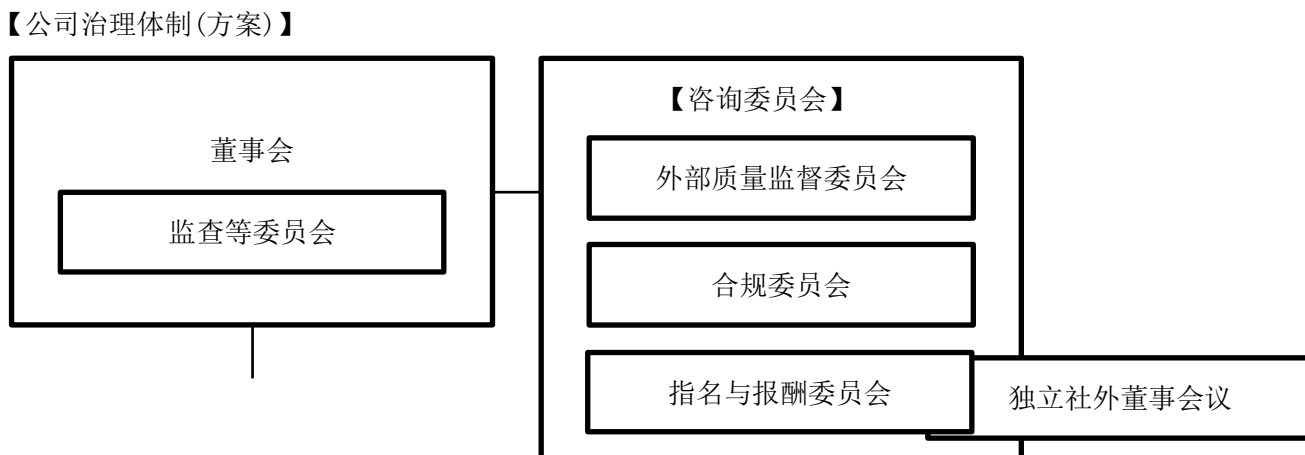 【公司治理体制(方案)】
董事会
监查等委员会
【咨询委员会】
外部质量监督委员会
合规委员会
指名与报酬委员会
独立社外董事会议